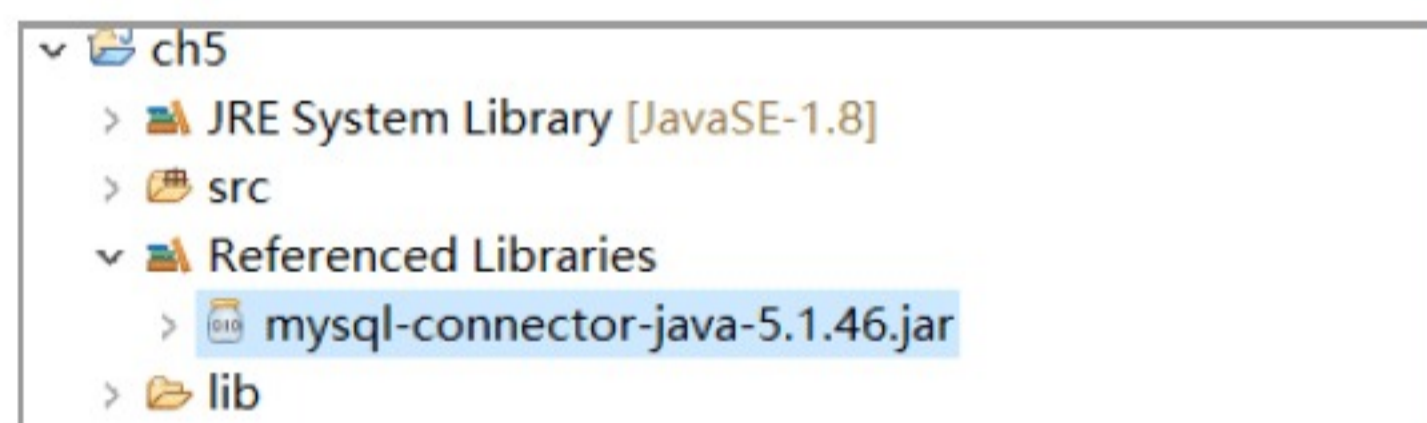 ch5
JRE System Library [JavaSE-1.8]
src
Referenced Libraries
mysql-connector-java-5.1.46.jar
lib